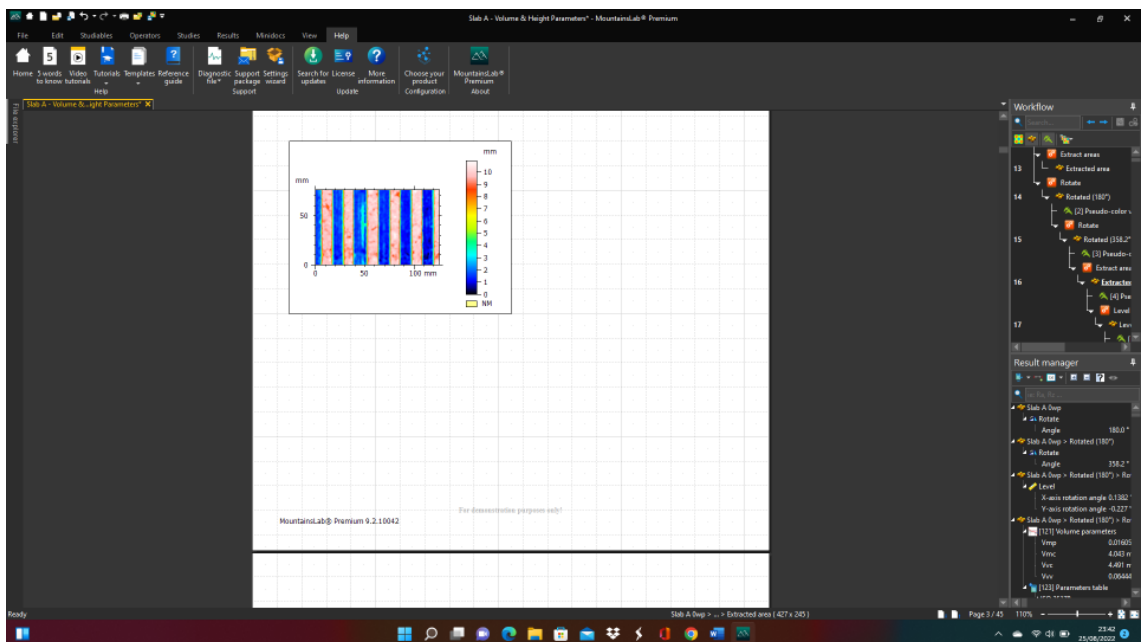 Slab A - Volume & Height Parameters* - MountainsLab® Premium
File Edit Studiables Operators Studies Results Minidocs View Help
Home 5 words to know Video tutorials Tutorials Templates Reference guide Diagnostic file* Support package Settings wizard Search for updates License More information Choose your product MountainsLab® Premium
Help Support Update Configuration About
Slab A - Volume &...ight Parameters* X
File explorer
Workflow
Search...
Extract areas
13 Extracted area
Rotate
14 Rotated (180°)
[2] Pseudo-color v
Rotate
15 Rotated (358.2°
[3] Pseudo-c
Extract area
16 Extracted
[4] Pse
Level
17 Lev
mm
10
9
8
7
6
5
4
3
2
1
0
NM
mm
50
0
0 50 100 mm
For demonstration purposes only!
MountainsLab® Premium 9.2.10042
Result manager
Slab A 0wp
Rotate
Angle 180.0 °
Slab A 0wp > Rotated (180°)
Rotate
Angle 358.2 °
Slab A 0wp > Rotated (180°) > Ro
Level
X-axis rotation angle 0.1382 °
Y-axis rotation angle -0.227 °
Slab A 0wp > Rotated (180°) > Ro
[121] Volume parameters
Vmp 0.01605
Vmc 4.043 m
Vvc 4.491 m
Vvv 0.06444
[123] Parameters table
Ready
Slab A 0wp > ... > Extracted area ( 427 x 245 )
Page 3 / 45 110%
23:42
25/08/2022